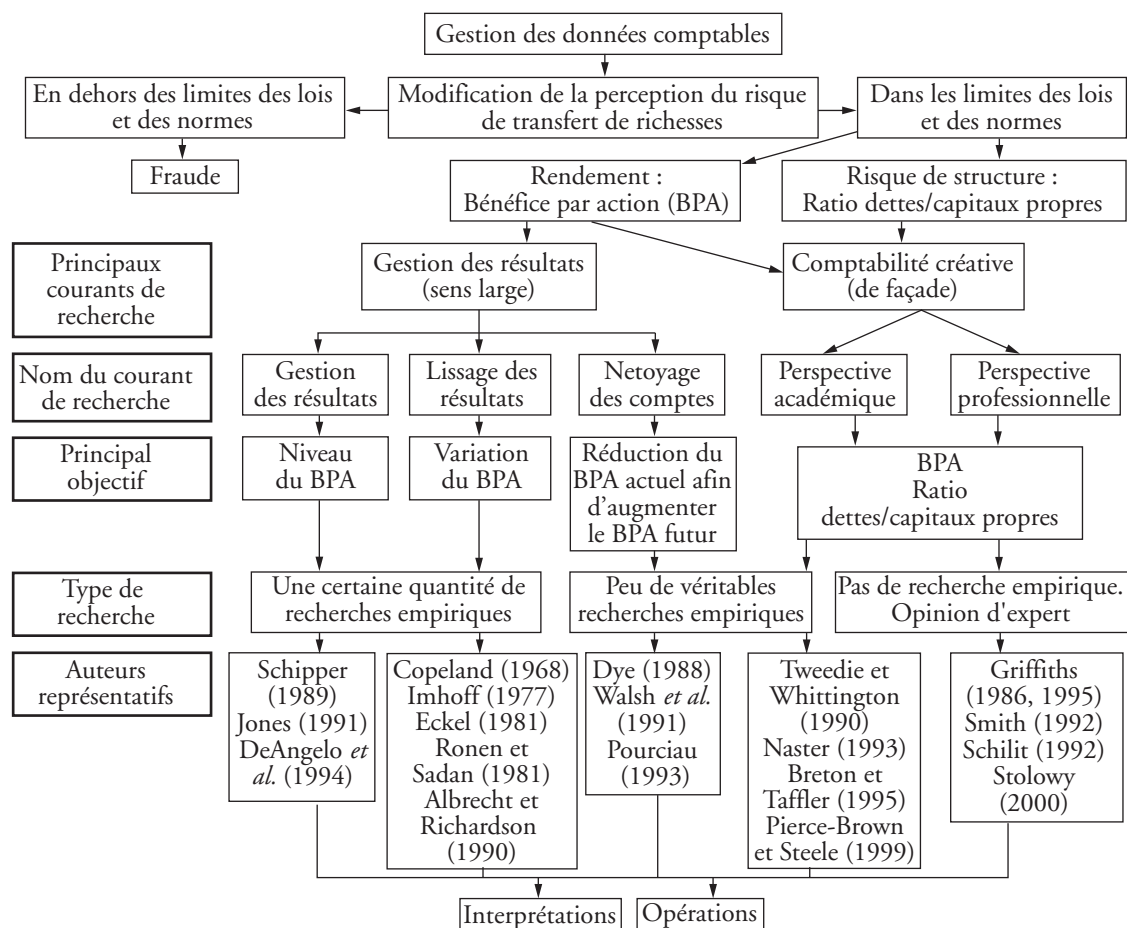 Gestion des données comptables
En dehors des limites des lois
et des normes
Modification de la perception du risque
de transfert de richesses
Dans les limites des lois
et des normes
Fraude
Rendement :
Bénéfice par action (BPA)
Risque de structure :
Ratio dettes/capitaux propres
Principaux
courants de
recherche
Gestion des résultats
(sens large)
Comptabilité créative
(de façade)
Nom du courant
de recherche
Gestion
des résultats
Lissage des
résultats
Netoyage
des comptes
Perspective
académique
Perspective
professionnelle
Principal
objectif
Niveau
du BPA
Variation
du BPA
Réduction du
BPA actuel afin
d'augmenter
le BPA futur
BPA
Ratio
dettes/capitaux propres
Type de
recherche
Une certaine quantité de
recherches empiriques
Peu de véritables
recherches empiriques
Pas de recherche empirique.
Opinion d'expert
Auteurs
représentatifs
Schipper
(1989)
Jones (1991)
DeAngelo et
al. (1994)
Copeland (1968)
Imhoff (1977)
Eckel (1981)
Ronen et
Sadan (1981)
Albrecht et
Richardson
(1990)
Dye (1988)
Walsh et al.
(1991)
Pourciau
(1993)
Tweedie et
Whittington
(1990)
Naster (1993)
Breton et
Taffler (1995)
Pierce-Brown
et Steele (1999)
Griffiths
(1986, 1995)
Smith (1992)
Schilit (1992)
Stolowy
(2000)
Interprétations
Opérations